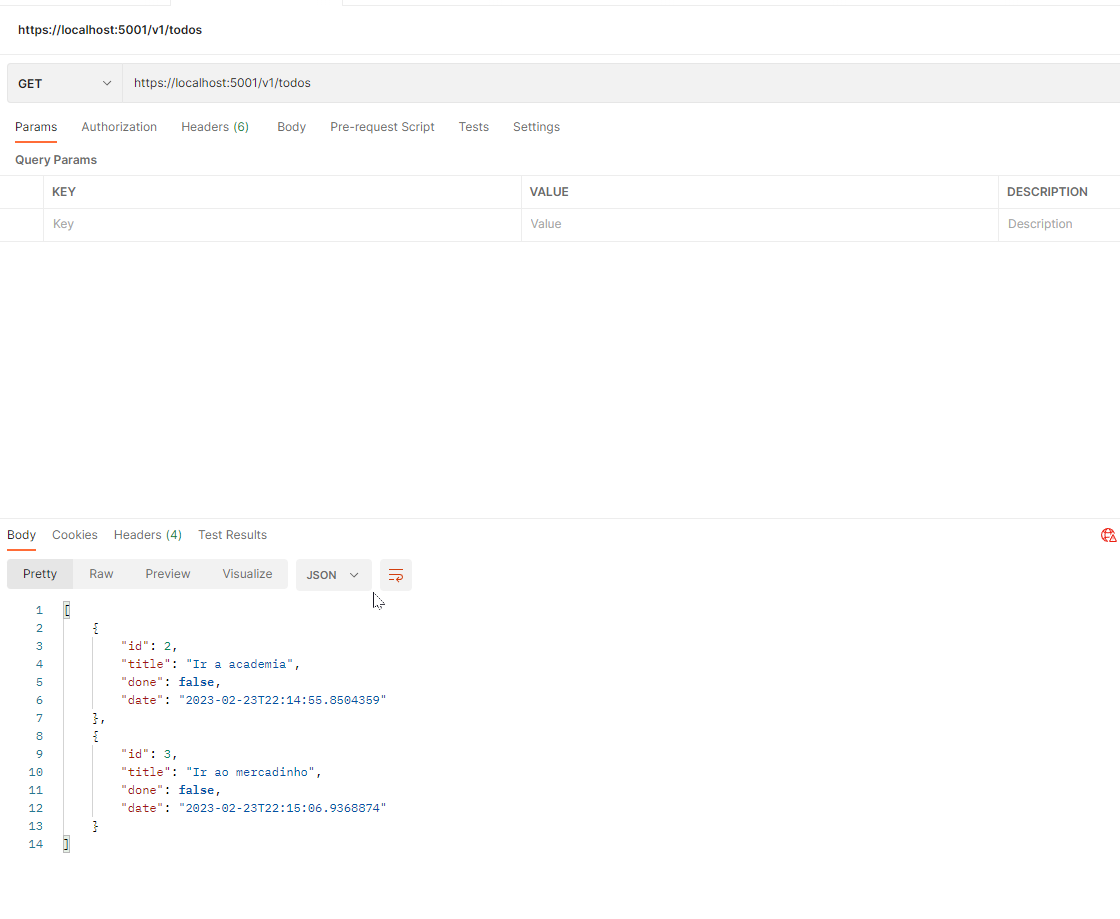 https://localhost:5001/v1/todos
GET https://localhost:5001/v1/todos
Params Authorization Headers (6) Body Pre-request Script Tests Settings
Query Params
KEY VALUE DESCRIPTION
Key Value Description
Body Cookies Headers (4) Test Results
Pretty Raw Preview Visualize JSON
1 [
2 {
3 "id": 2,
4 "title": "Ir a academia",
5 "done": false,
6 "date": "2023-02-23T22:14:55.8504359"
7 },
8 {
9 "id": 3,
10 "title": "Ir ao mercadinho",
11 "done": false,
12 "date": "2023-02-23T22:15:06.9368874"
13 }
14 ]